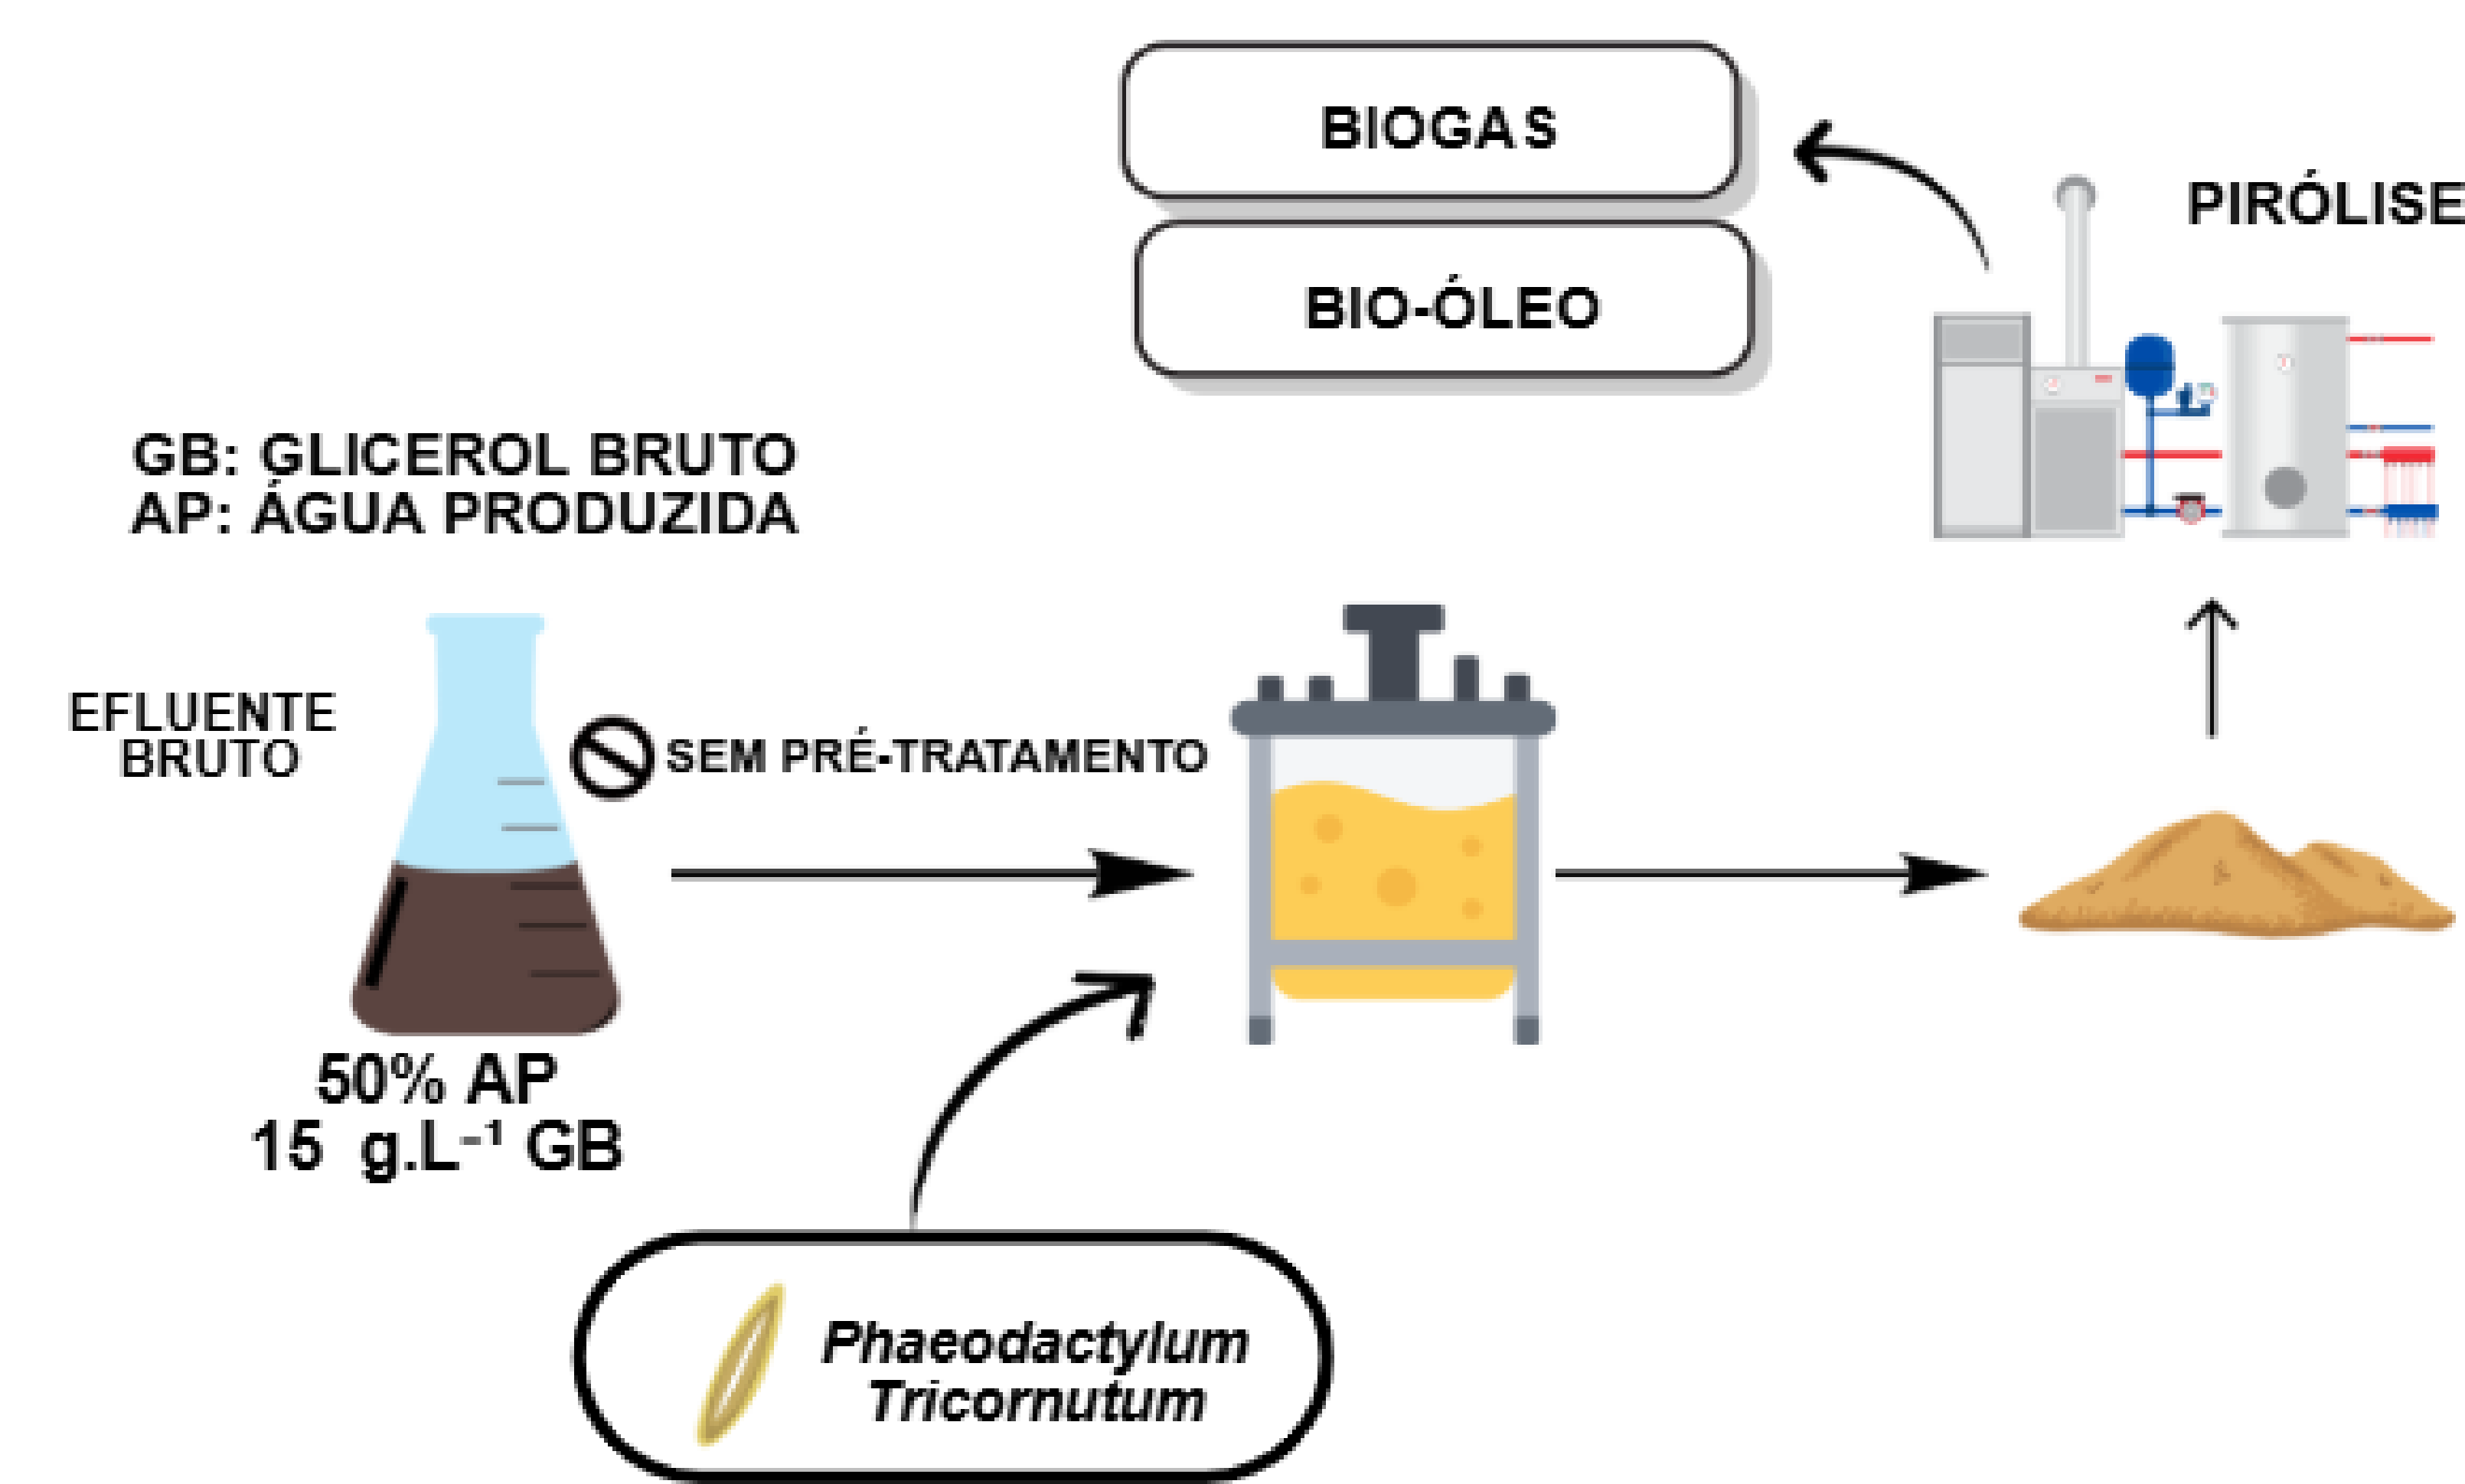 BIOGAS
PIRÓLISE
BIO-ÓLEO
GB: GLICEROL BRUTO
AP: ÁGUA PRODUZIDA
EFLUENTE
BRUTO
SEM PRÉ-TRATAMENTO
50% AP
15 g.L⁻¹ GB
Phaeodactylum
Tricornutum